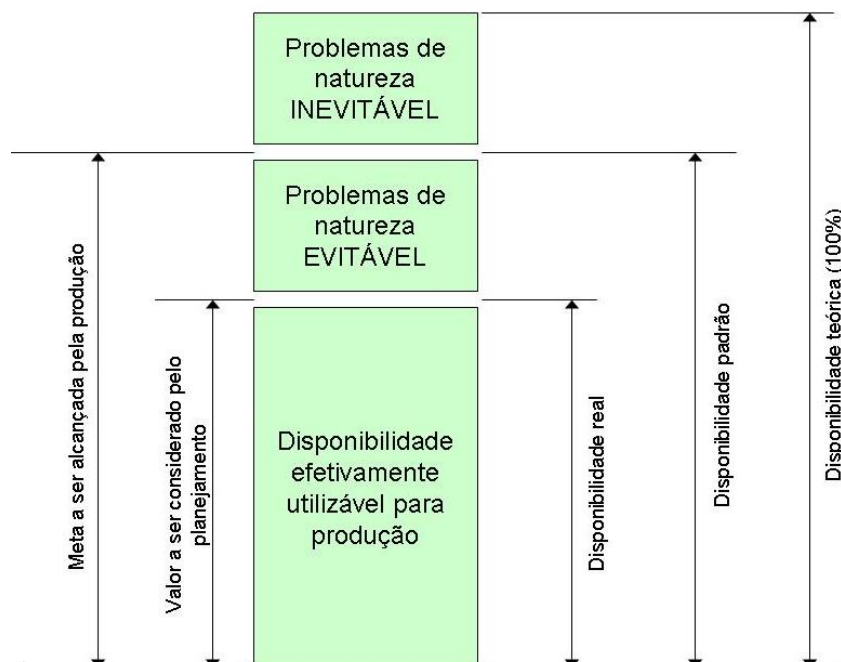 Problemas de
natureza
INEVITÁVEL
Problemas de
natureza
EVITÁVEL
Disponibilidade
efetivamente
utilizável para
produção
Meta a ser alcançada pela produção
Valor a ser considerado pelo
planejamento
Disponibilidade real
Disponibilidade padrão
Disponibilidade teórica (100%)